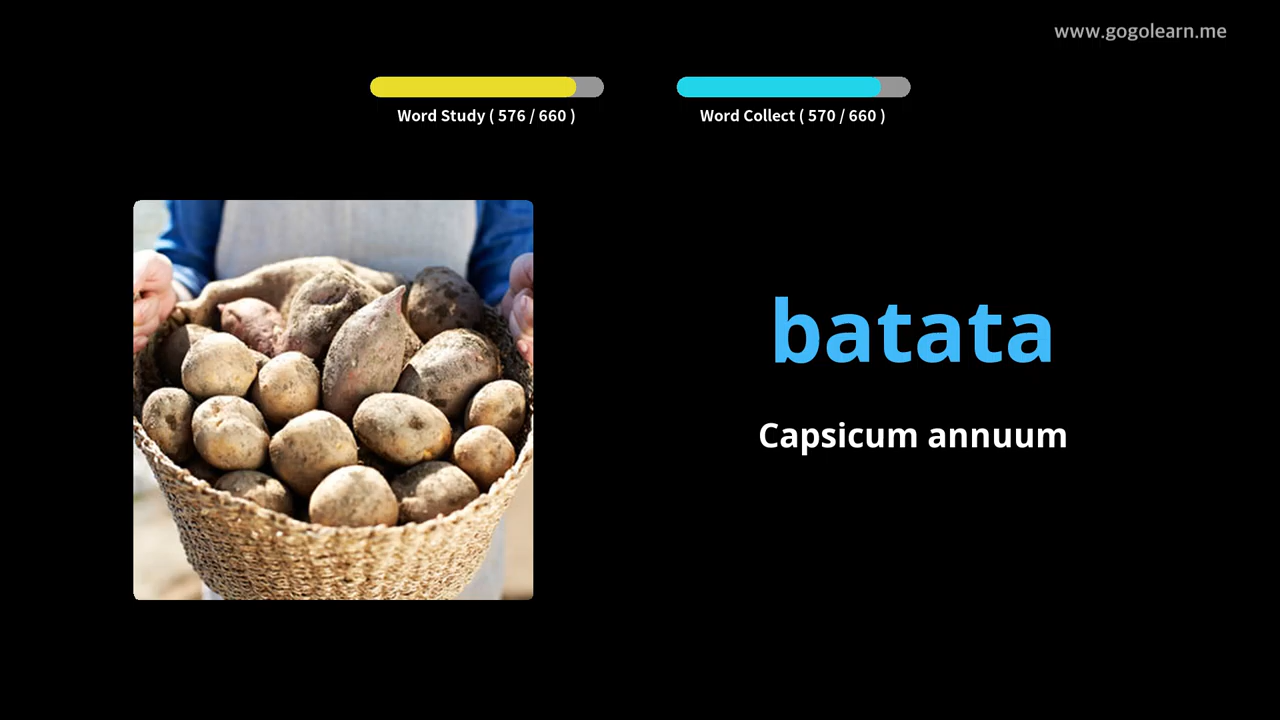 www.gogolearn.me
Word Study ( 576 / 660 )
Word Collect ( 570 / 660 )
batata
Capsicum annuum